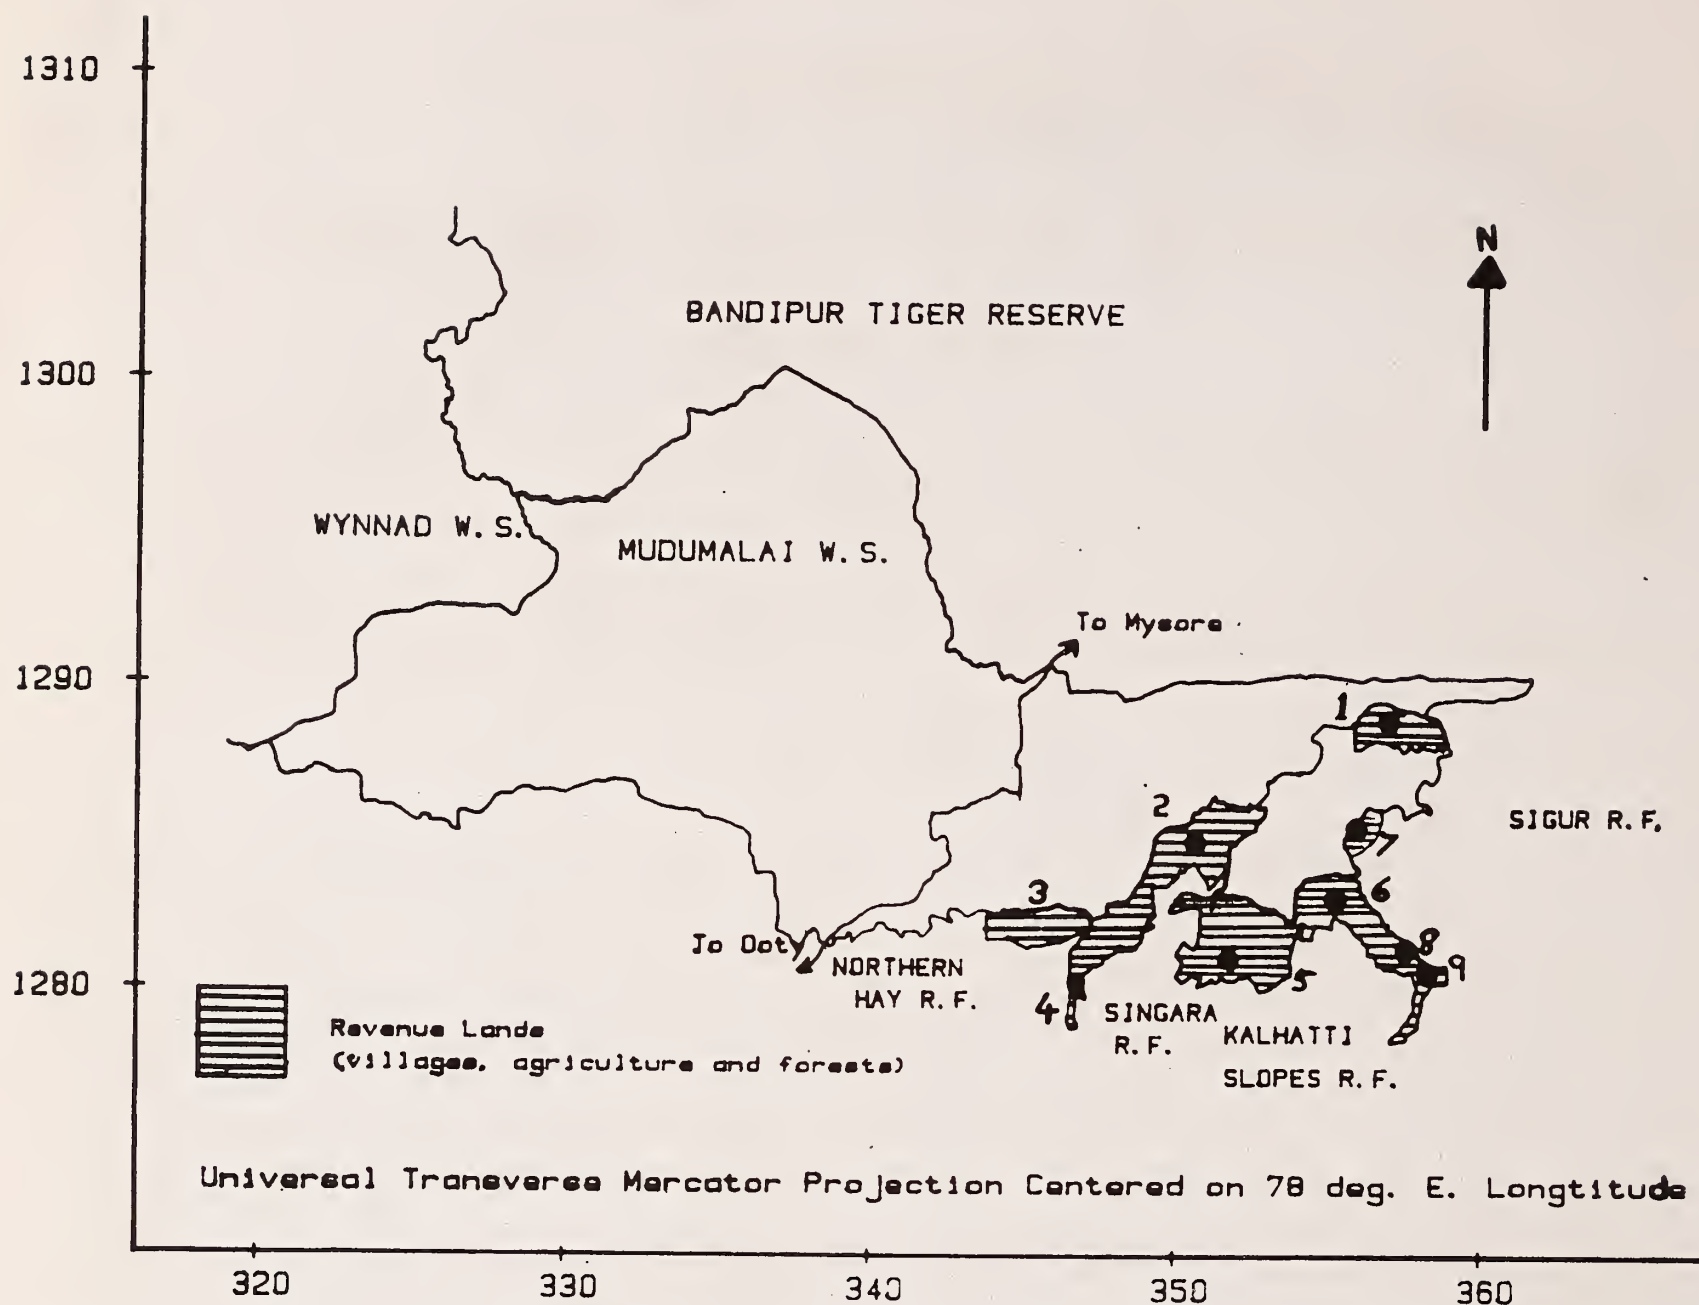 1310
N
BANDIPUR TIGER RESERVE
1300
WYNNAD W. S.
MUDUMALAI W. S.
To Mysore
1290
1
2
SIGUR R. F.
7
3
6
To Oot
8
9
NORTHERN
HAY R. F.
1280
5
4
SINGARA
R. F.
KALHATTI
SLOPES R. F.
Revenue Lands
(villages, agriculture and forests)
Universal Transverse Mercator Projection Centered on 78 deg. E. Longtitude
320 330 340 350 360